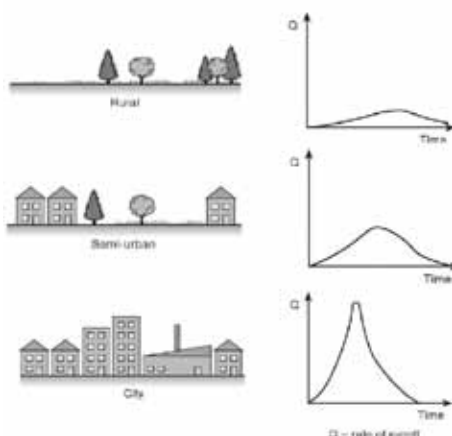 Q
Rural
Time
Q
Semi-urban
Time
Q
City
Time
Q – rate of runoff